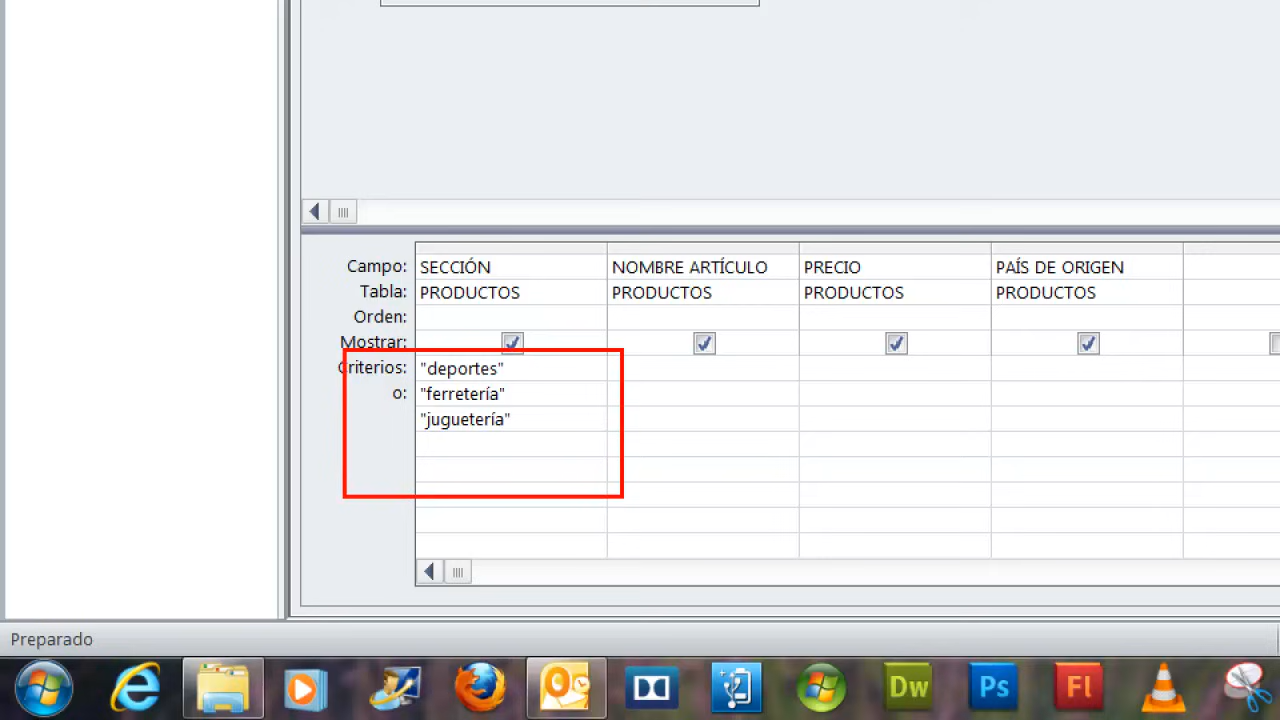 Campo: SECCIÓN NOMBRE ARTÍCULO PRECIO PAÍS DE ORIGEN
Tabla: PRODUCTOS PRODUCTOS PRODUCTOS PRODUCTOS
Orden:
Mostrar:
Criterios: "deportes"
o: "ferretería"
"juguetería"
Preparado
Dw Ps Fl